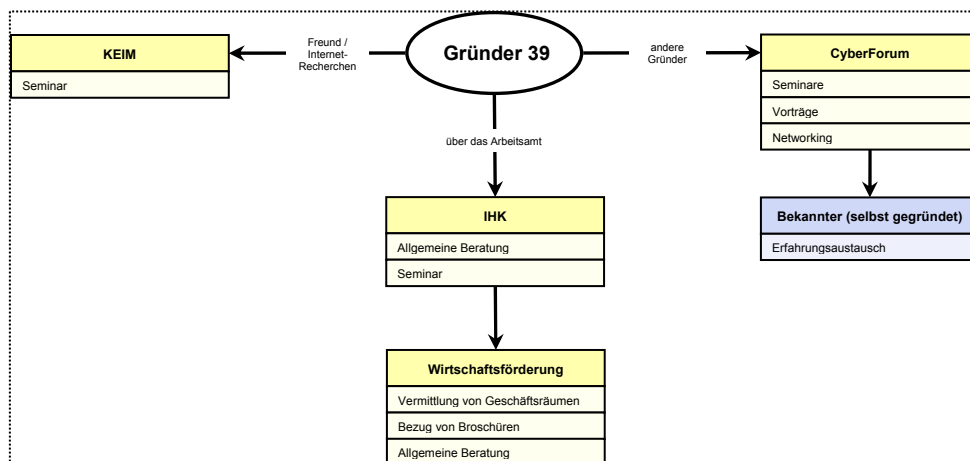 KEIM
Seminar
Freund /
Internet-
Recherchen
Gründer 39
andere
Gründer
CyberForum
Seminare
Vorträge
Networking
über das Arbeitsamt
IHK
Allgemeine Beratung
Seminar
Bekannter (selbst gegründet)
Erfahrungsaustausch
Wirtschaftsförderung
Vermittlung von Geschäftsräumen
Bezug von Broschüren
Allgemeine Beratung